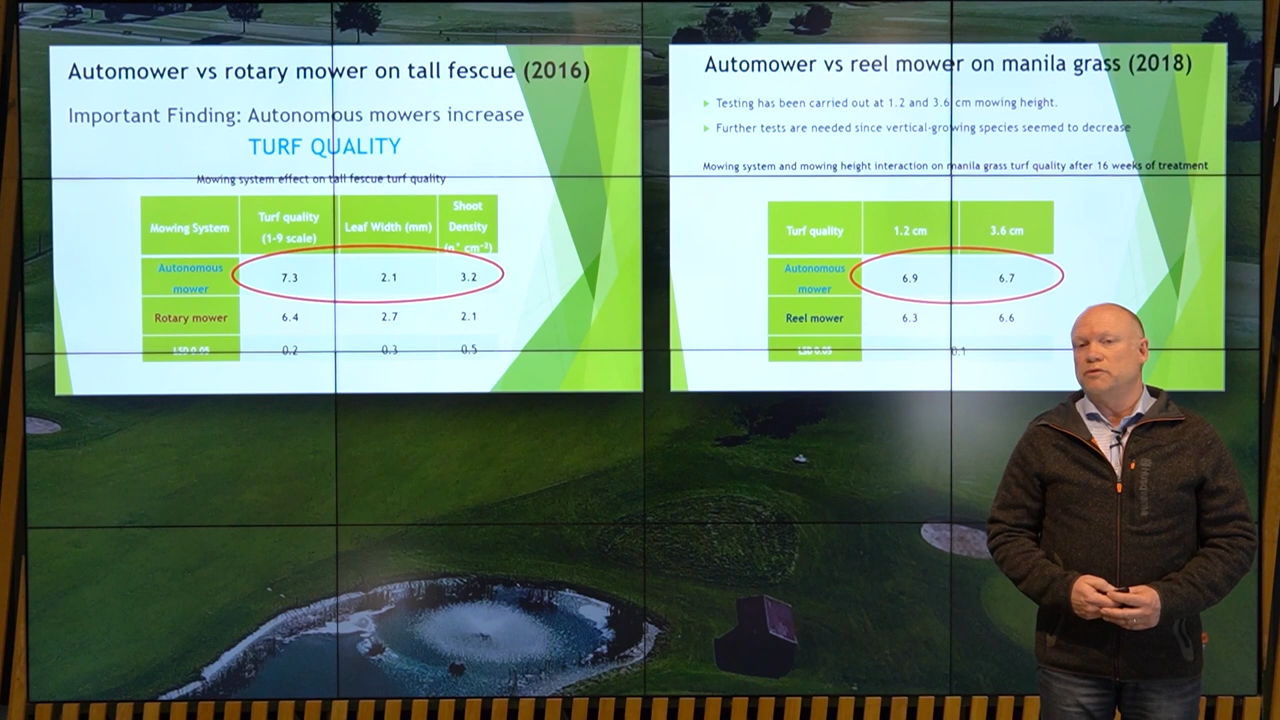 Automower vs rotary mower on tall fescue (2016)
Important Finding: Autonomous mowers increase
TURF QUALITY
Mowing system effect on tall fescue turf quality
Mowing System
Turf quality
(1-9 scale)
Leaf Width (mm)
Shoot
Density
(n° cm⁻²)
Autonomous
mower
7.3
2.1
3.2
Rotary mower
6.4
2.7
2.1
LSD 0.05
0.2
0.3
0.5
Automower vs reel mower on manila grass (2018)
Testing has been carried out at 1.2 and 3.6 cm mowing height.
Further tests are needed since vertical-growing species seemed to decrease
Mowing system and mowing height interaction on manila grass turf quality after 16 weeks of treatment
Turf quality
1.2 cm
3.6 cm
Autonomous
mower
6.9
6.7
Reel mower
6.3
6.6
LSD 0.05
0.1
Husqvarna